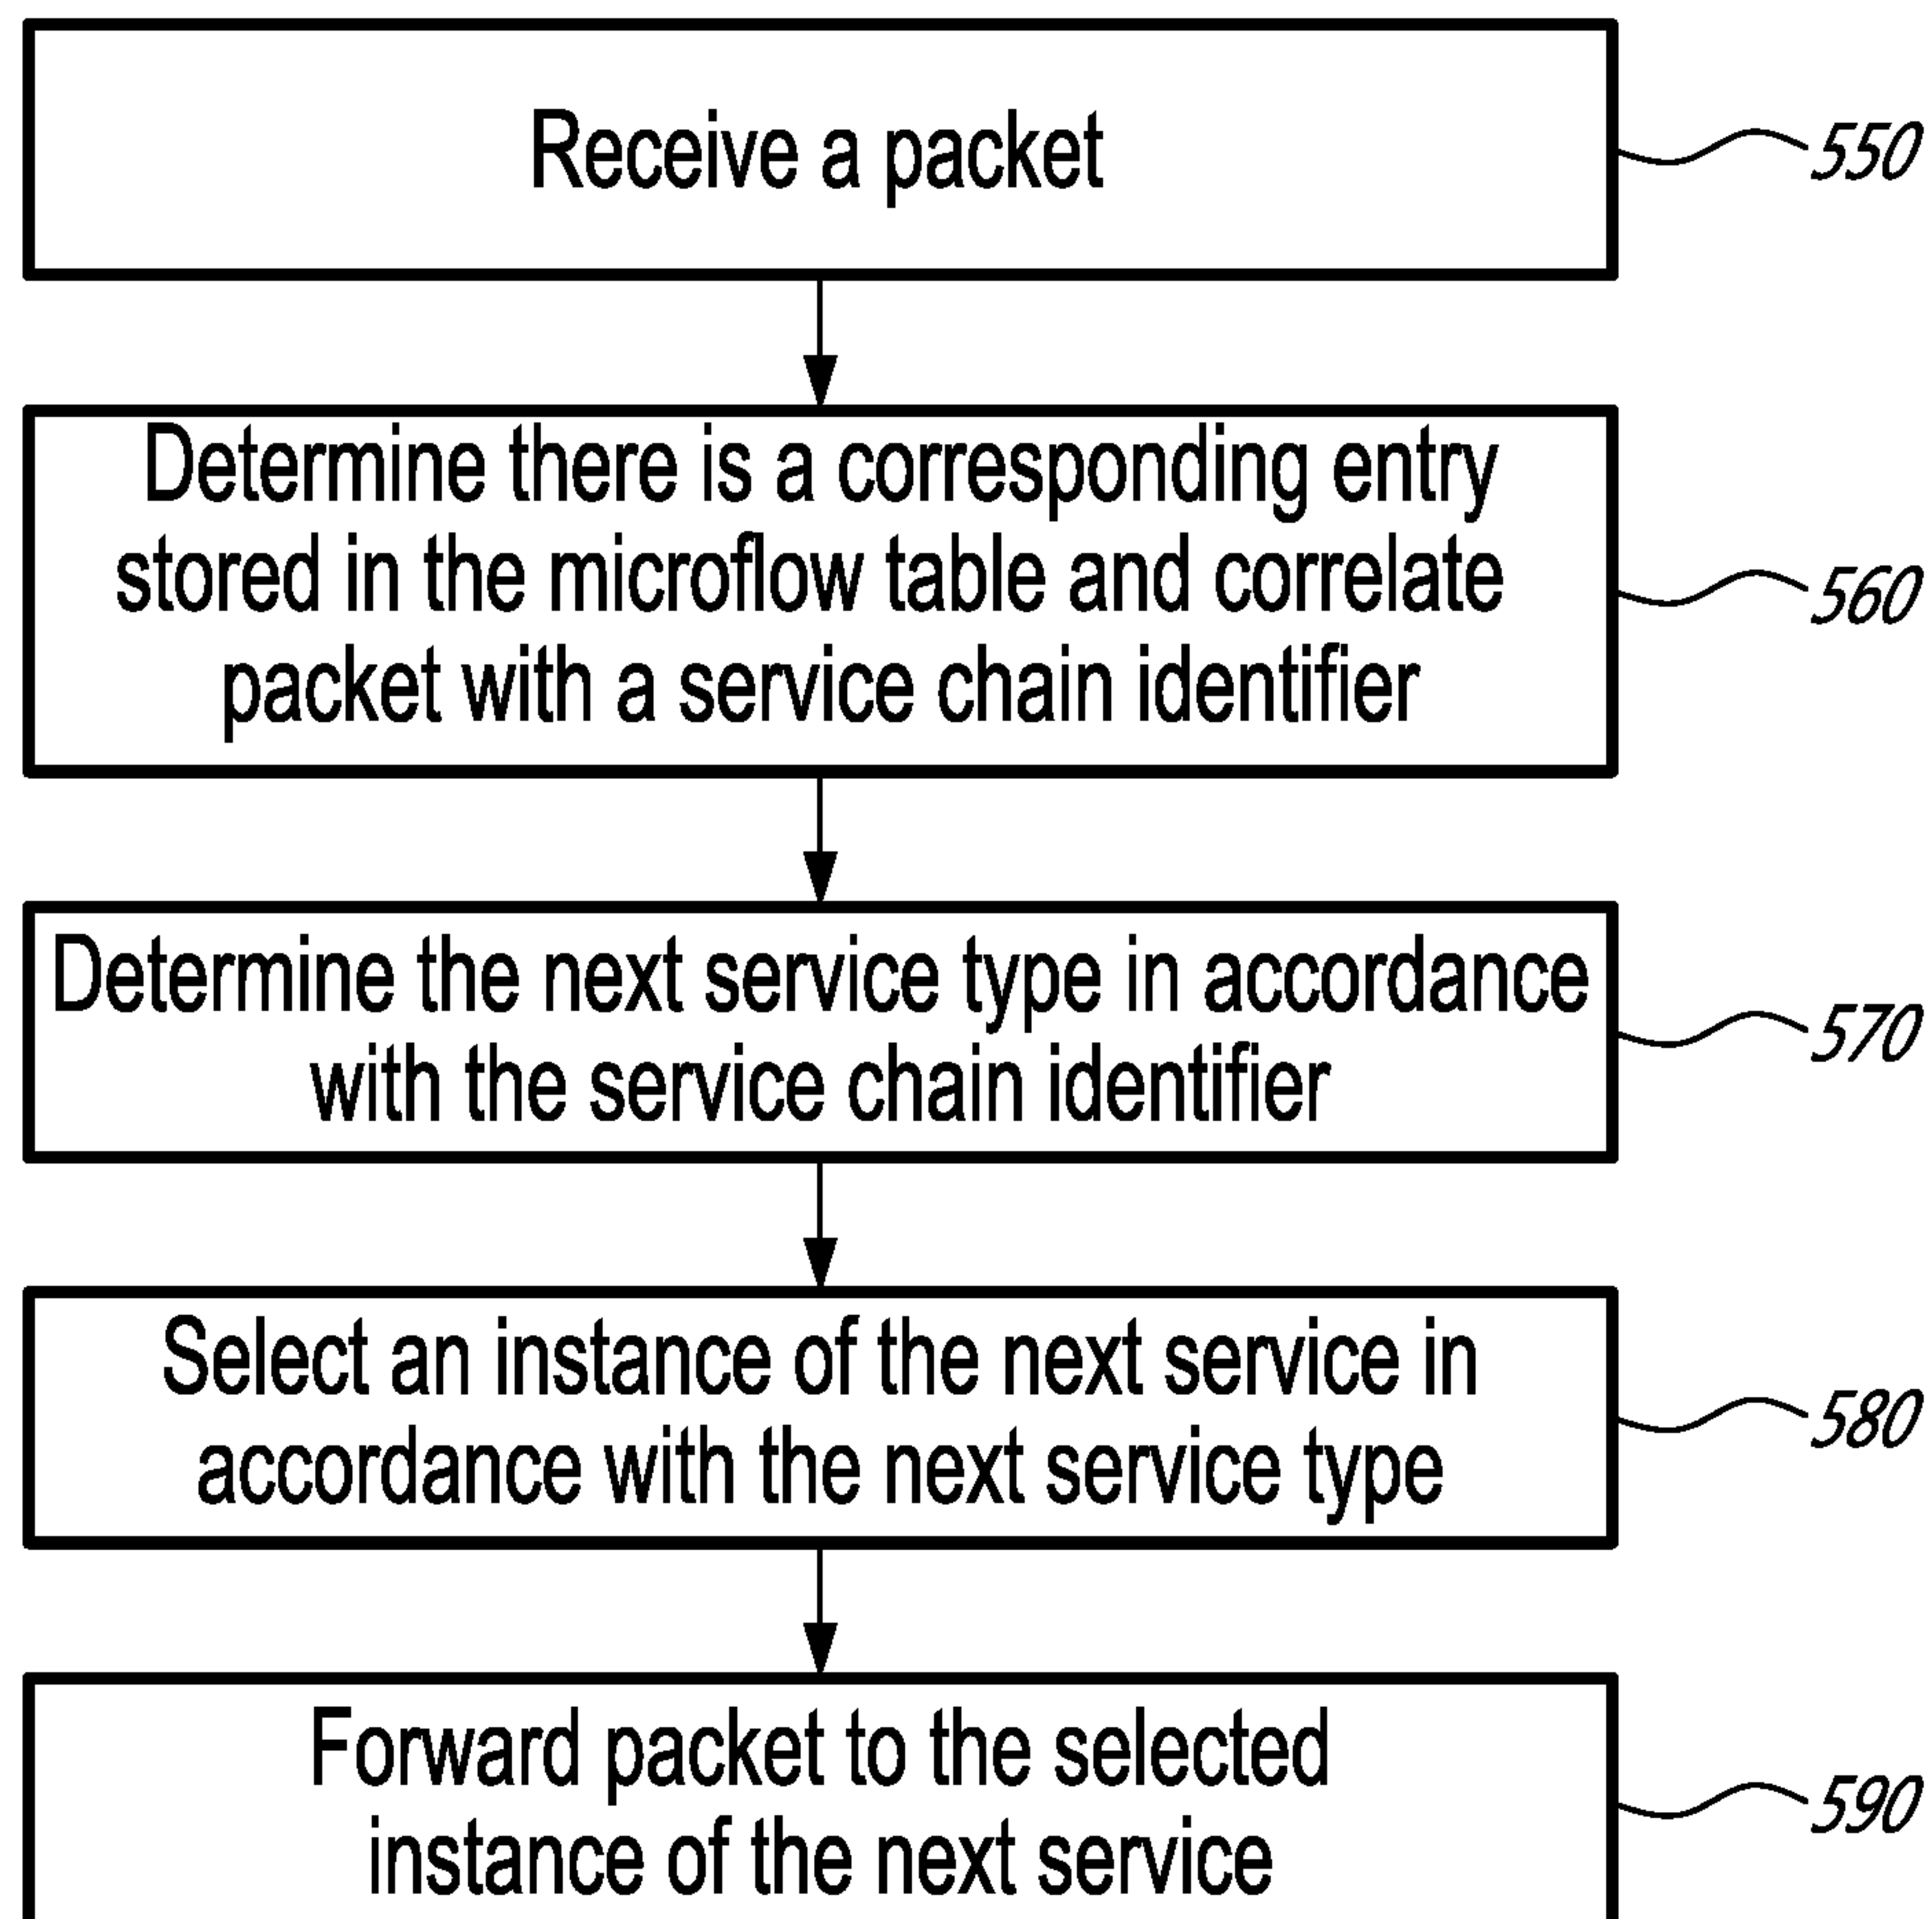 Receive a packet
550
Determine there is a corresponding entry
stored in the microflow table and correlate
packet with a service chain identifier
560
Determine the next service type in accordance
with the service chain identifier
570
Select an instance of the next service in
accordance with the next service type
580
Forward packet to the selected
instance of the next service
590